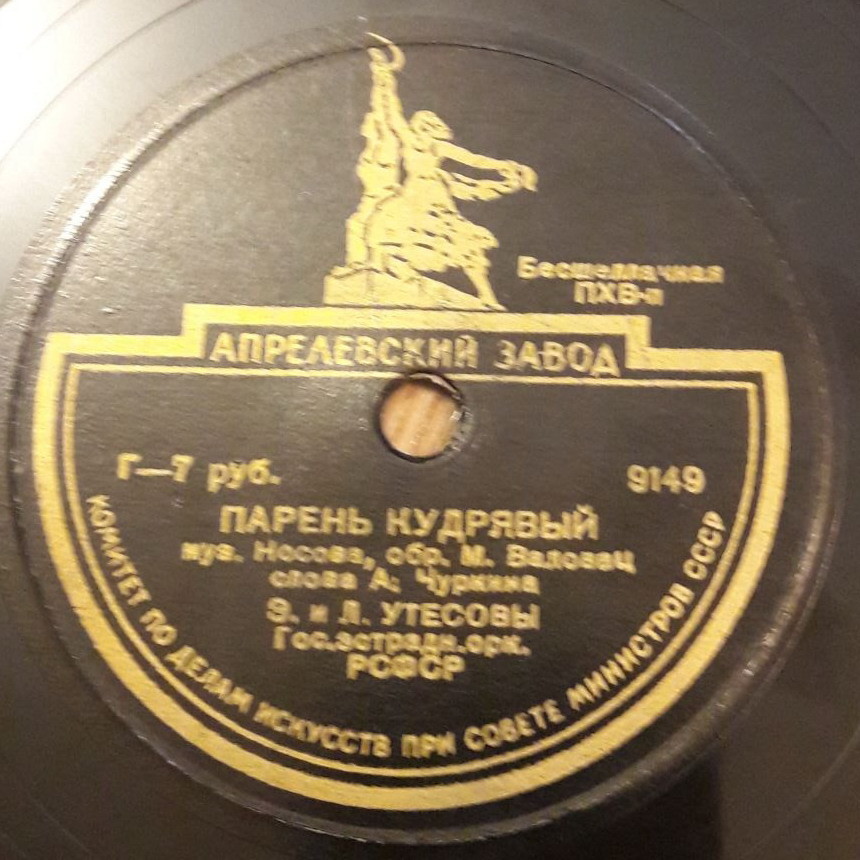 Бесшеллачная
ПХВ-п
АПРЕЛЕВСКИЙ ЗАВОД
Г—7 руб.
9149
ПАРЕНЬ КУДРЯВЫЙ
муз. Носова, обр. М.Валовац
слова А. Чуркина
Э. и Л. УТЕСОВЫ
Гос.эстрадн.орк.
РСФСР
КОМИТЕТ ПО ДЕЛАМ ИСКУССТВ ПРИ СОВЕТЕ МИНИСТРОВ СССР